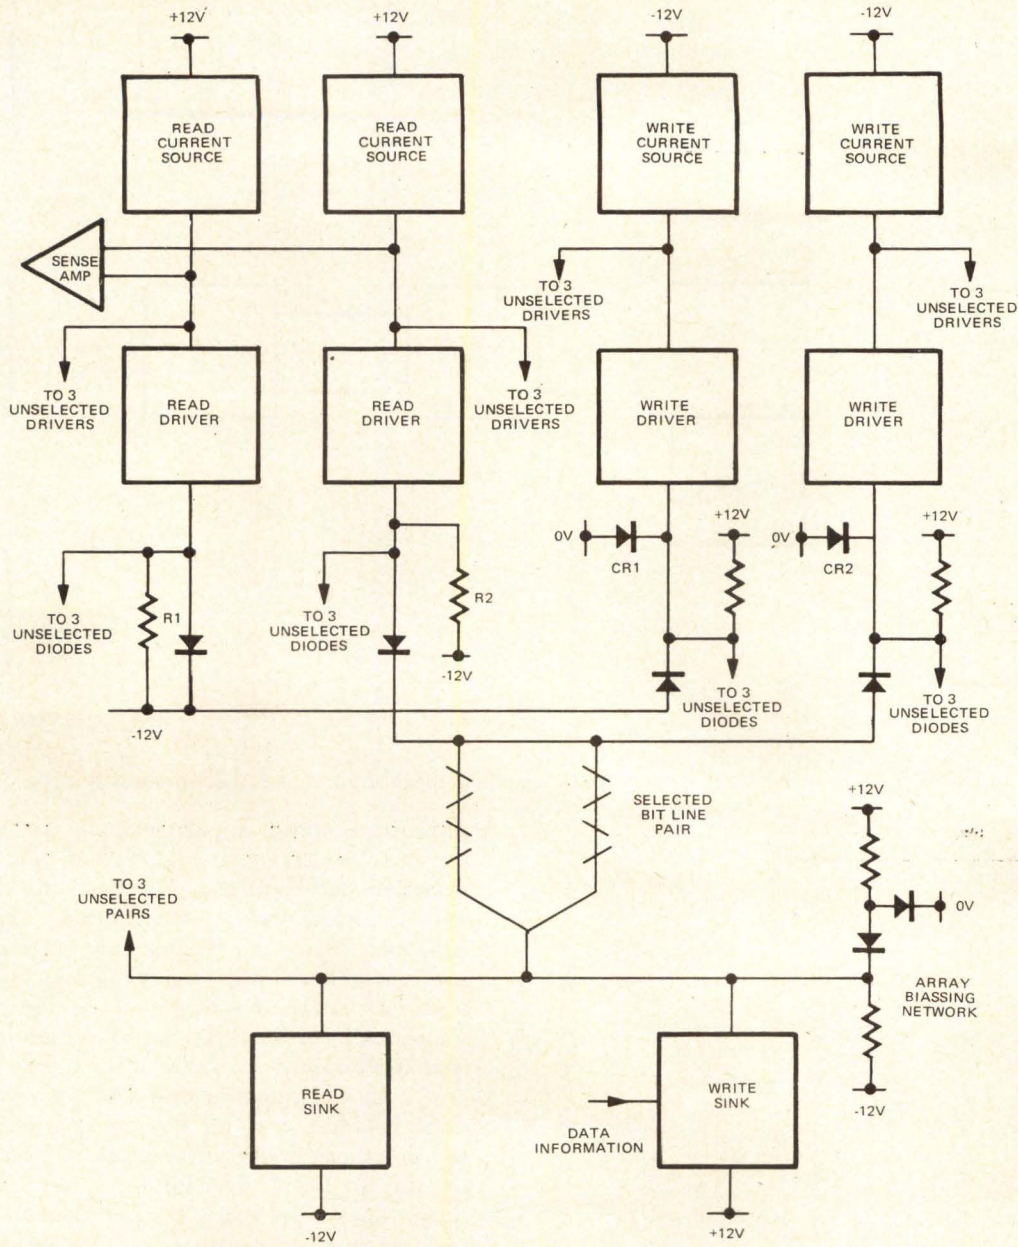 +12V
+12V
-12V
-12V
READ
CURRENT
SOURCE
READ
CURRENT
SOURCE
WRITE
CURRENT
SOURCE
WRITE
CURRENT
SOURCE
SENSE
AMP
TO 3
UNSELECTED
DRIVERS
TO 3
UNSELECTED
DRIVERS
TO 3
UNSELECTED
DRIVERS
TO 3
UNSELECTED
DRIVERS
READ
DRIVER
READ
DRIVER
WRITE
DRIVER
WRITE
DRIVER
0V
CR1
+12V
0V
CR2
+12V
TO 3
UNSELECTED
DIODES
R1
TO 3
UNSELECTED
DIODES
R2
-12V
TO 3
UNSELECTED
DIODES
TO 3
UNSELECTED
DIODES
-12V
SELECTED
BIT LINE
PAIR
+12V
0V
TO 3
UNSELECTED
PAIRS
ARRAY
BIASSING
NETWORK
-12V
READ
SINK
WRITE
SINK
DATA
INFORMATION
-12V
+12V